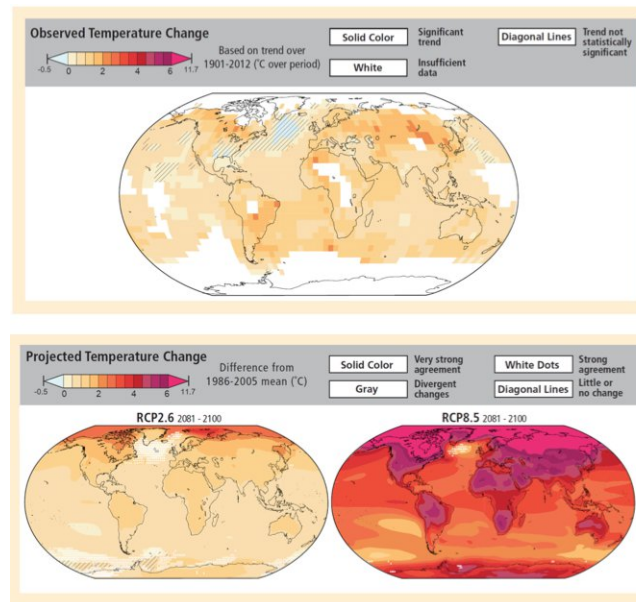 Observed Temperature Change
Based on trend over
1901-2012 (˚C over period)
-0.5 0 2 4 6 11.7
Solid Color
Significant
trend
Diagonal Lines
Trend not
statistically
significant
White
Insufficient
data
Projected Temperature Change
Difference from
1986-2005 mean (˚C)
-0.5 0 2 4 6 11.7
Solid Color
Very strong
agreement
White Dots
Strong
agreement
Gray
Divergent
changes
Diagonal Lines
Little or
no change
RCP2.6 2081 - 2100
RCP8.5 2081 - 2100